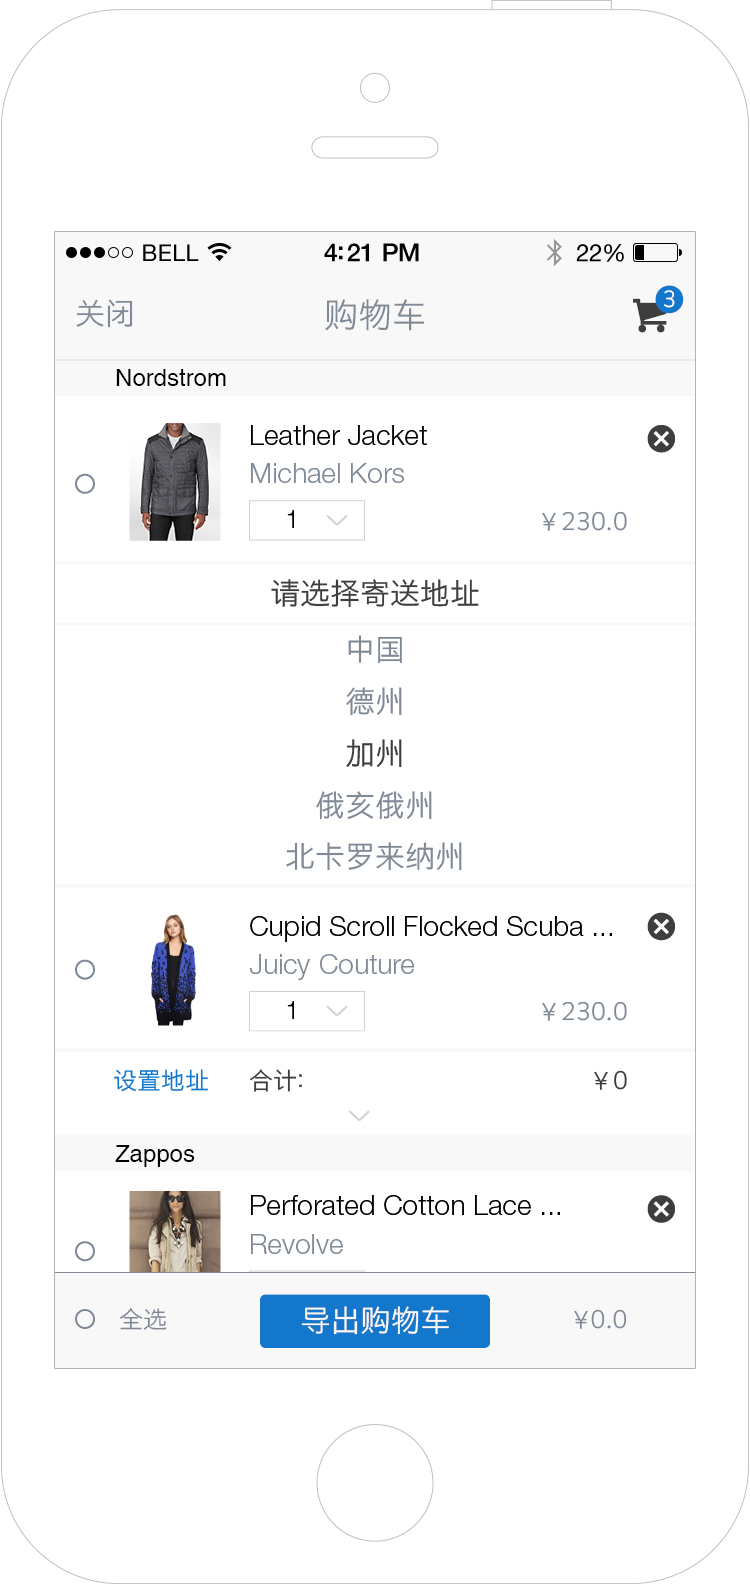 BELL 4:21 PM 22%
关闭 购物车 3
Nordstrom
Leather Jacket
Michael Kors
1 ¥230.0
请选择寄送地址
中国
德州
加州
俄亥俄州
北卡罗来纳州
Cupid Scroll Flocked Scuba ...
Juicy Couture
1 ¥230.0
设置地址 合计: ¥0
Zappos
Perforated Cotton Lace ...
Revolve
全选 导出购物车 ¥0.0